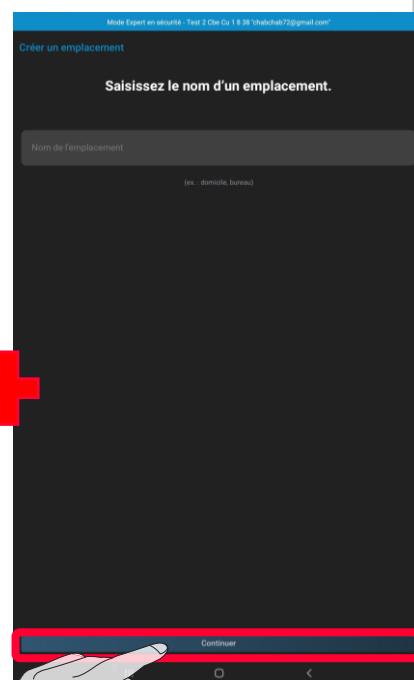 Mode Expert en sécurité - Test 2 Cbe Cu 1 8 38 "chabchab72@gmail.com"
Créer un emplacement
Saisissez le nom d'un emplacement.
Nom de l'emplacement
(ex. : domicile, bureau)
Continuer